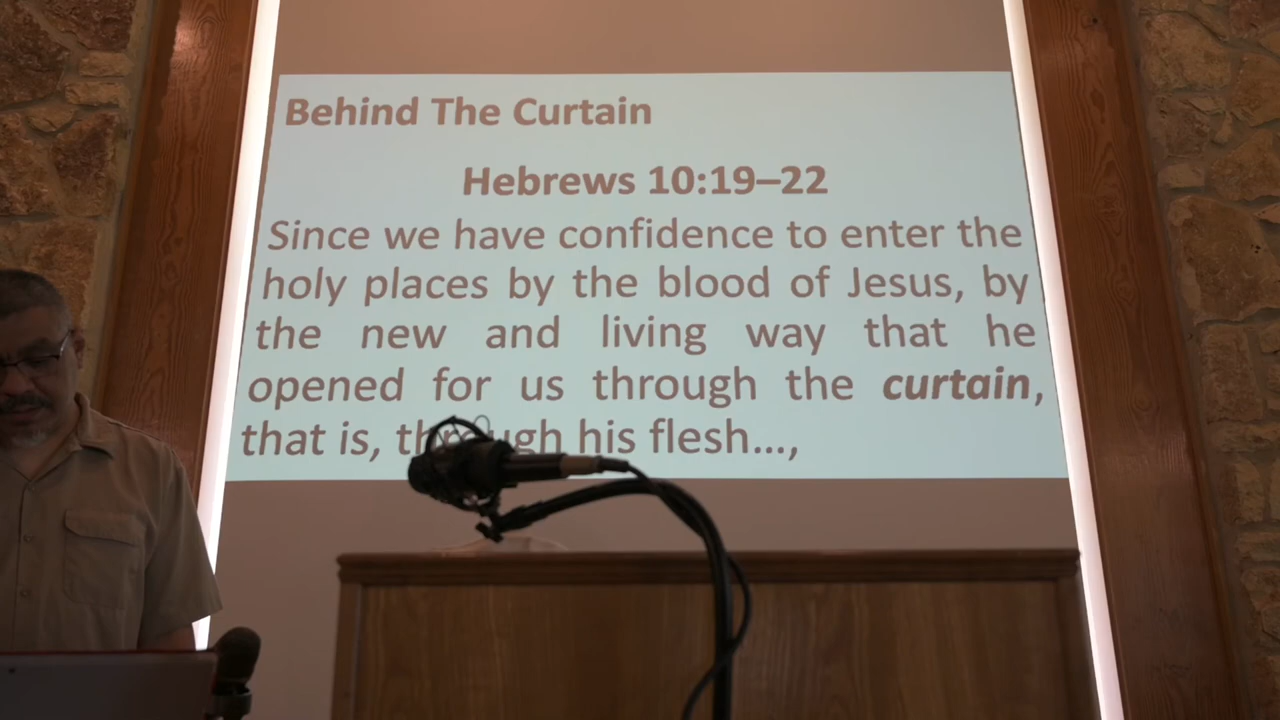 Behind The Curtain
Hebrews 10:19–22
Since we have confidence to enter the
holy places by the blood of Jesus, by
the new and living way that he
opened for us through the curtain,
that is, through his flesh...,